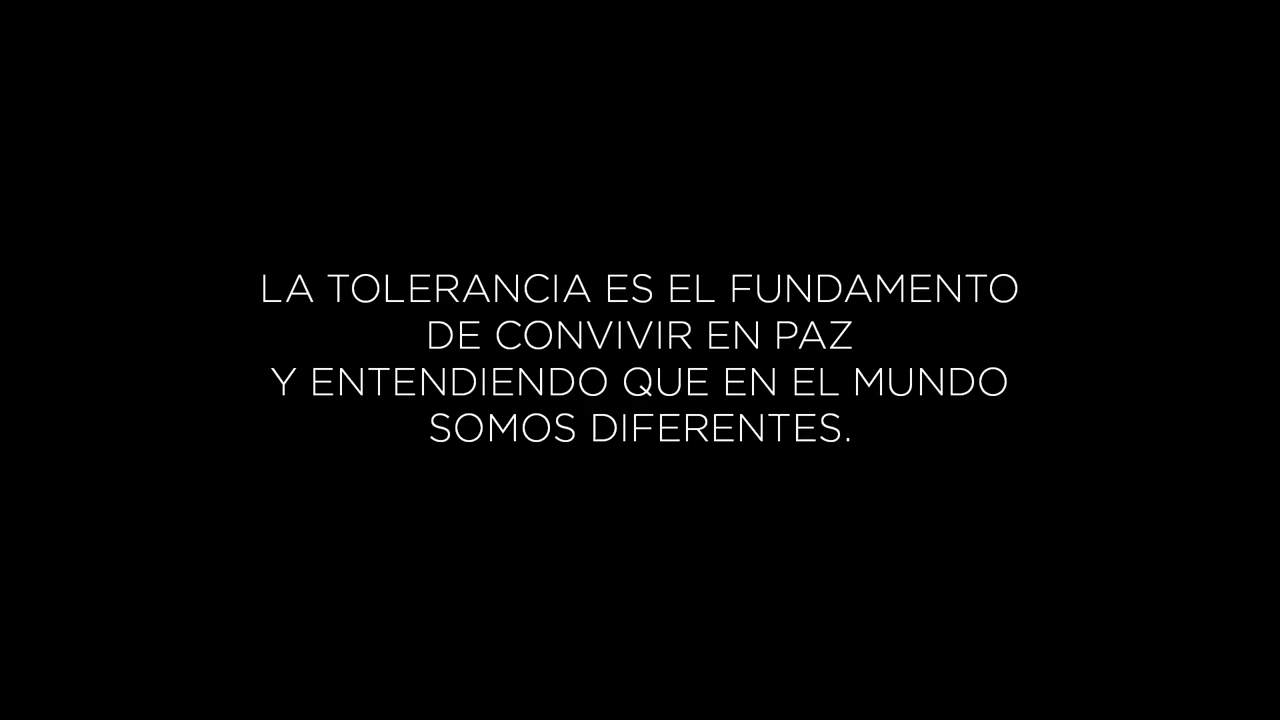 LA TOLERANCIA ES EL FUNDAMENTO
DE CONVIVIR EN PAZ
Y ENTENDIENDO QUE EN EL MUNDO
SOMOS DIFERENTES.